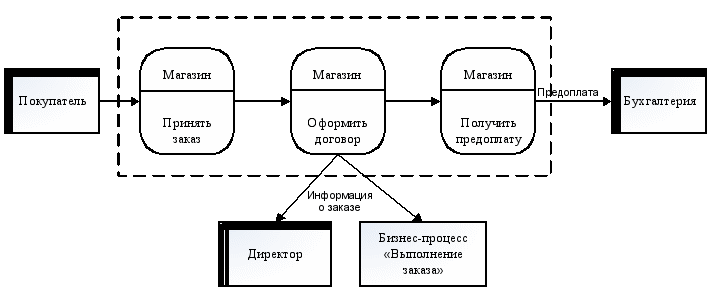 Магазин
Магазин
Магазин
Покупатель
Предоплата
Бухгалтерия
Принять
заказ
Оформить
договор
Получить
предоплату
Информация
о заказе
Директор
Бизнес-процесс
«Выполнение
заказа»